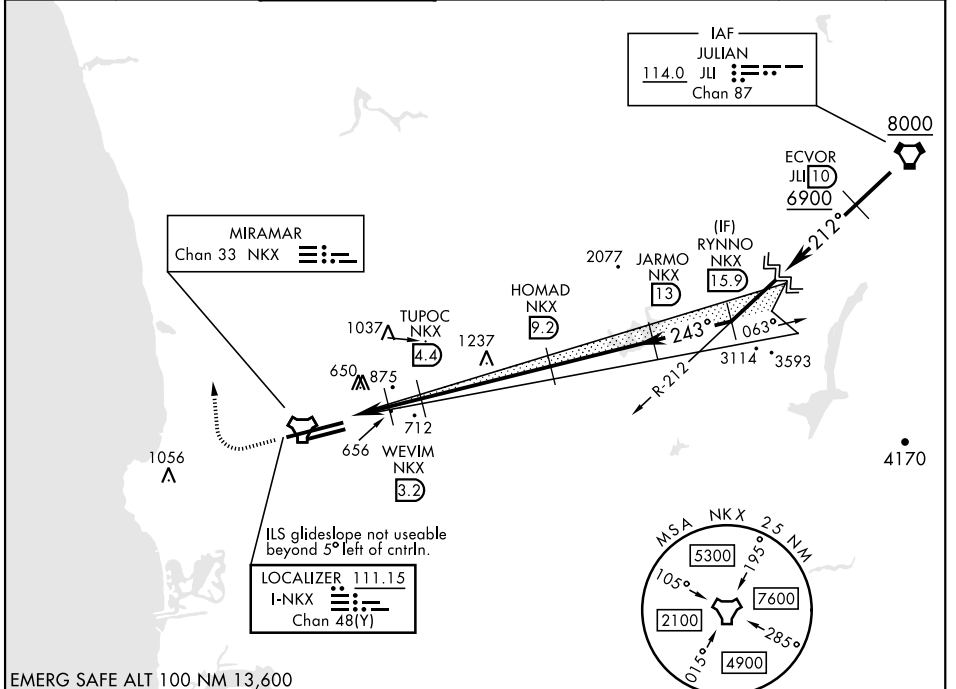 IAF
JULIAN
114.0 JLI
Chan 87
8000
ECVOR
JLI 10
6900
212°
(IF)
RYNNO
NKX
15.9
2077
JARMO
NKX
13
HOMAD
NKX
9.2
MIRAMAR
Chan 33 NKX
TUPOC
NKX
4.4
1037
1237
243°
063°
3114
3593
R-212
650
875
712
656
WEVIM
NKX
3.2
1056
4170
ILS glideslope not useable
beyond 5° left of cntrln.
LOCALIZER 111.15
I-NKX
Chan 48(Y)
MSA NKX 25 NM
5300
195°
105°
7600
2100
285°
015°
4900
EMERG SAFE ALT 100 NM 13,600